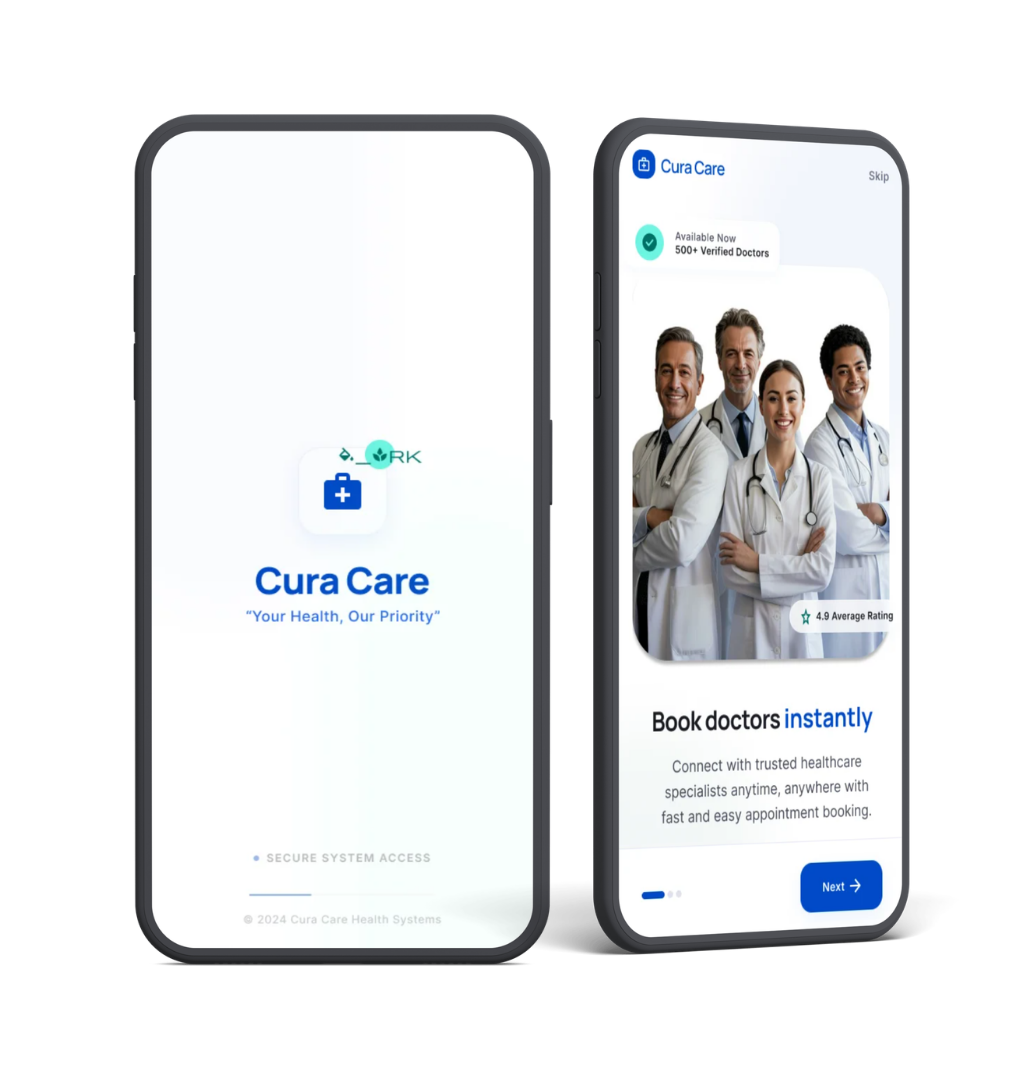 _RK
Cura Care
“Your Health, Our Priority”
SECURE SYSTEM ACCESS
© 2024 Cura Care Health Systems
Cura Care
Skip
Available Now
500+ Verified Doctors
4.9 Average Rating
Book doctors instantly
Connect with trusted healthcare
specialists anytime, anywhere with
fast and easy appointment booking.
Next